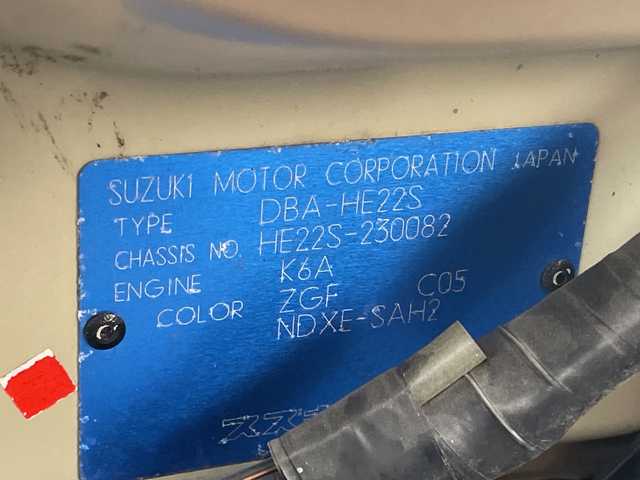 SUZUKI MOTOR CORPORATION JAPAN
TYPE DBA-HE22S
CHASSIS NO. HE22S-230082
ENGINE K6A
COLOR ZGF C05
NDXE-SAH2